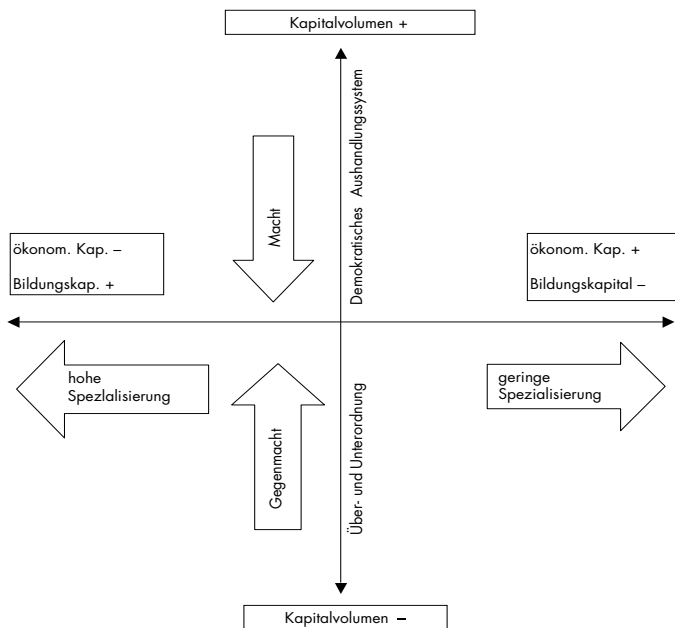 Kapitalvolumen +
Demokratisches Aushandlungssystem
Macht
ökonom. Kap. –
Bildungskap. +
ökonom. Kap. +
Bildungskapital –
hohe
Spezlalisierung
geringe
Spezialisierung
Gegenmacht
Über- und Unterordnung
Kapitalvolumen –